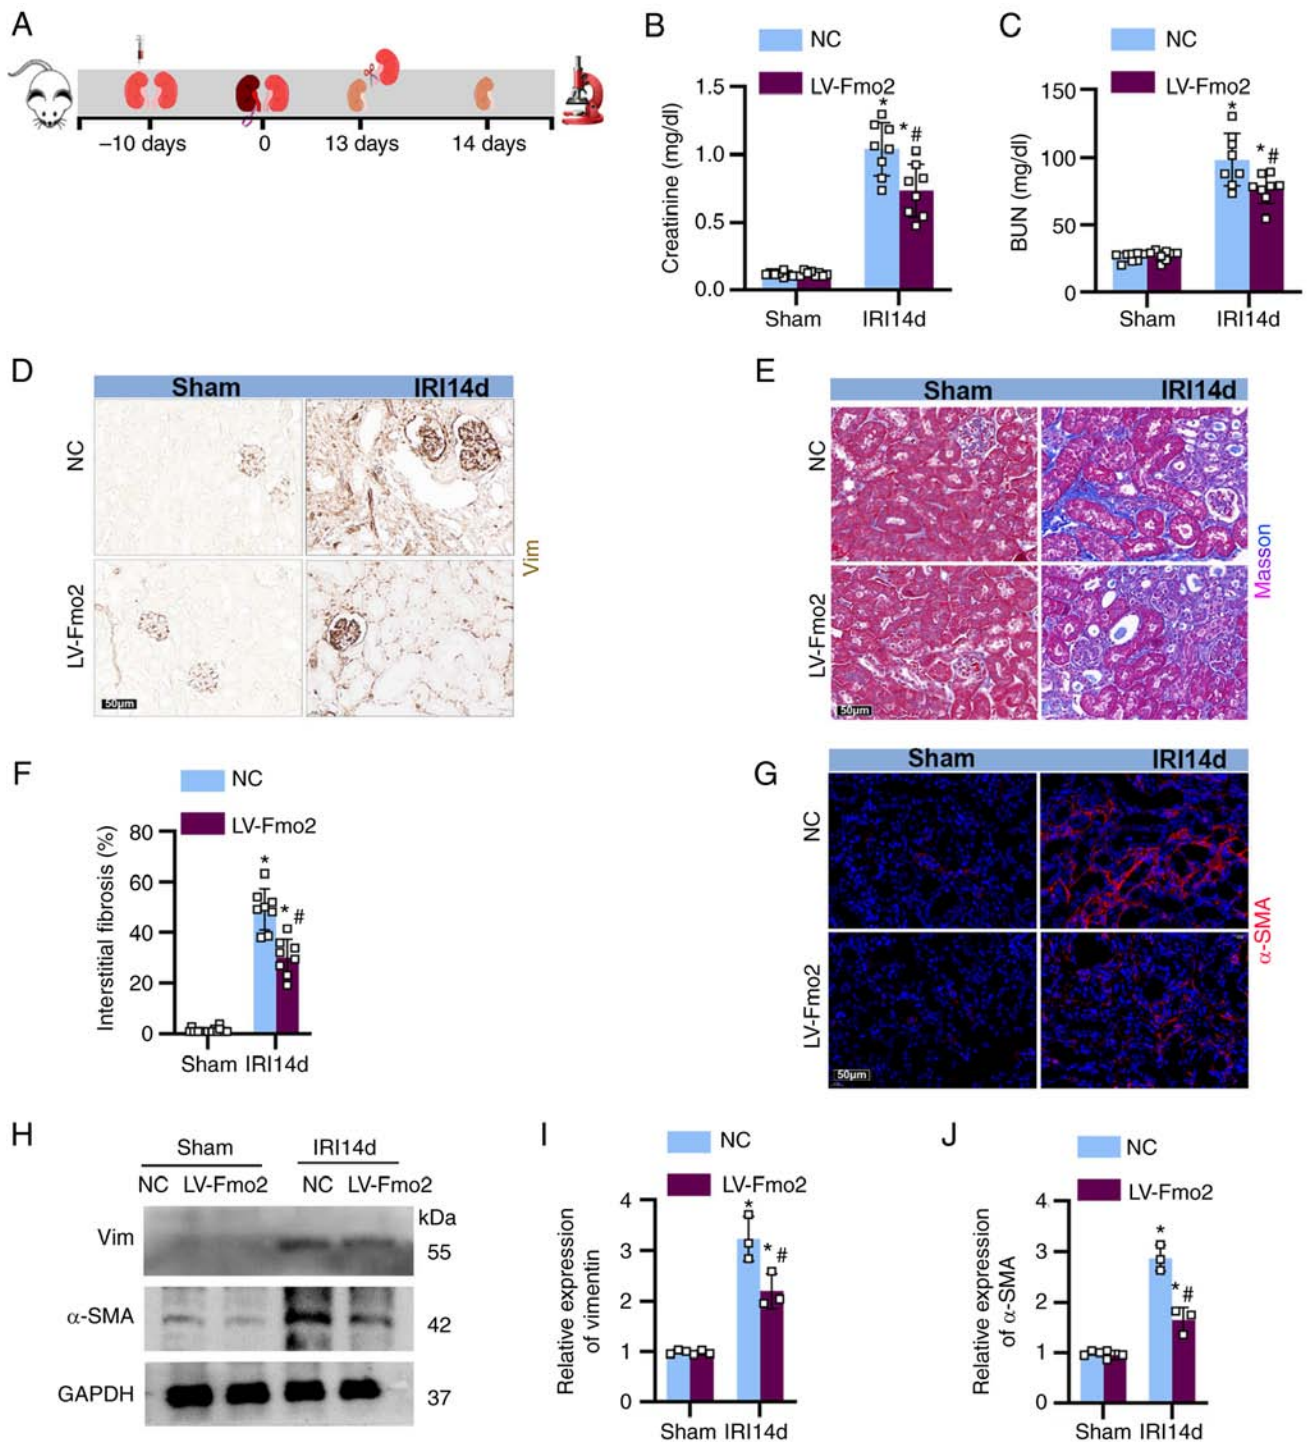 A
−10 days
0
13 days
14 days
B
NC
LV-Fmo2
Creatinine (mg/dl)
1.5
1.0
0.5
0.0
*
* #
Sham
IRI14d
C
NC
LV-Fmo2
BUN (mg/dl)
150
100
50
0
*
* #
Sham
IRI14d
D
Sham
IRI14d
NC
LV-Fmo2
50µm
Vim
E
Sham
IRI14d
NC
LV-Fmo2
50µm
Masson
F
NC
LV-Fmo2
Interstitial fibrosis (%)
80
60
40
20
0
*
* #
Sham IRI14d
G
Sham
IRI14d
NC
LV-Fmo2
50µm
α-SMA
H
Sham
IRI14d
NC LV-Fmo2 NC LV-Fmo2
kDa
Vim
55
α-SMA
42
GAPDH
37
I
NC
LV-Fmo2
Relative expression
of vimentin
4
3
2
1
0
*
* #
Sham IRI14d
J
NC
LV-Fmo2
Relative expression
of α-SMA
4
3
2
1
0
*
* #
Sham IRI14d